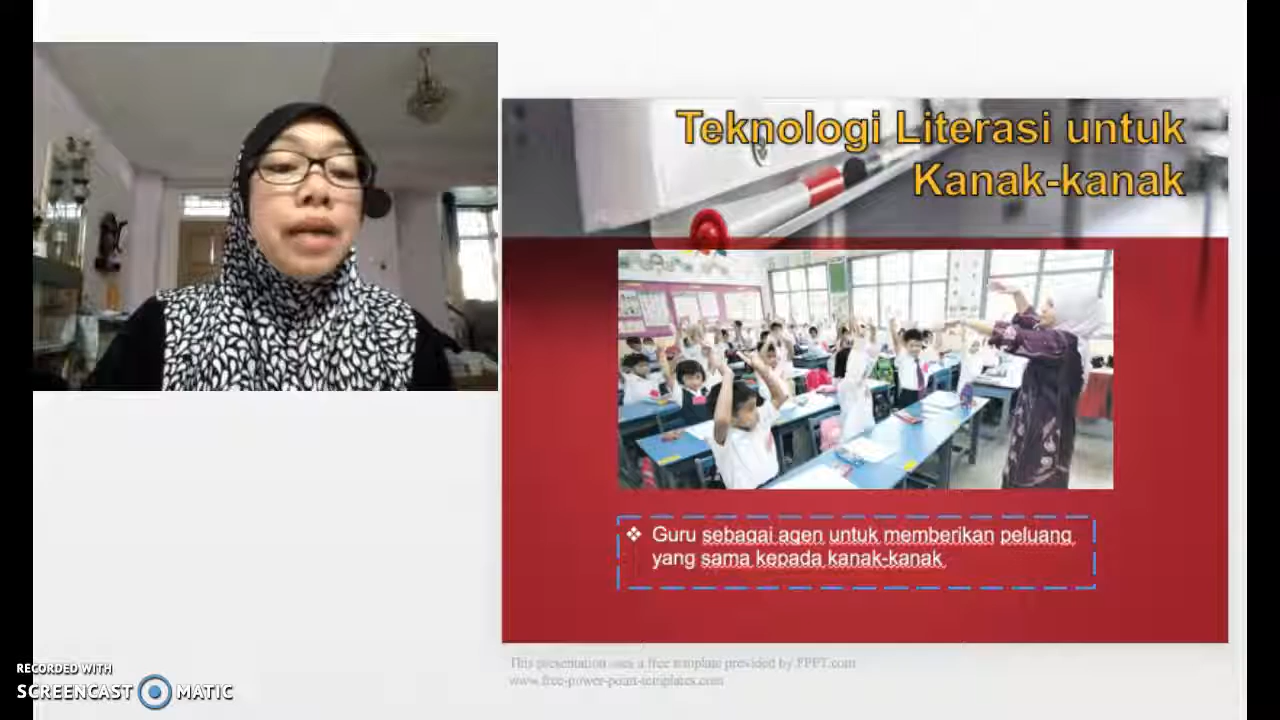 Teknologi Literasi untuk
Kanak-kanak
❖ Guru sebagai agen untuk memberikan peluang
yang sama kepada kanak-kanak
This presentation uses a free template provided by FPPT.com
www.free-power-point-templates.com
RECORDED WITH
SCREENCAST MATIC